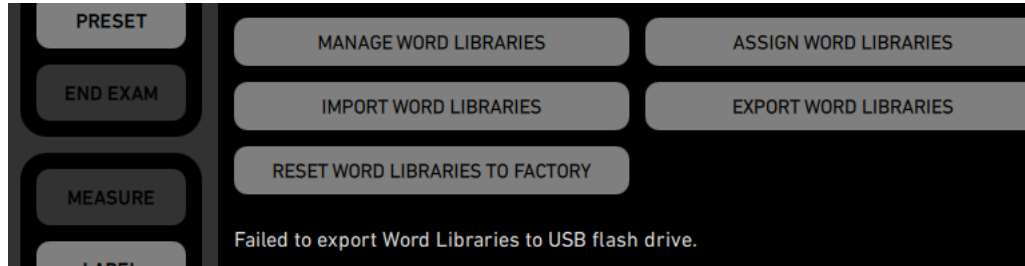 PRESET
MANAGE WORD LIBRARIES
ASSIGN WORD LIBRARIES
END EXAM
IMPORT WORD LIBRARIES
EXPORT WORD LIBRARIES
RESET WORD LIBRARIES TO FACTORY
MEASURE
Failed to export Word Libraries to USB flash drive.